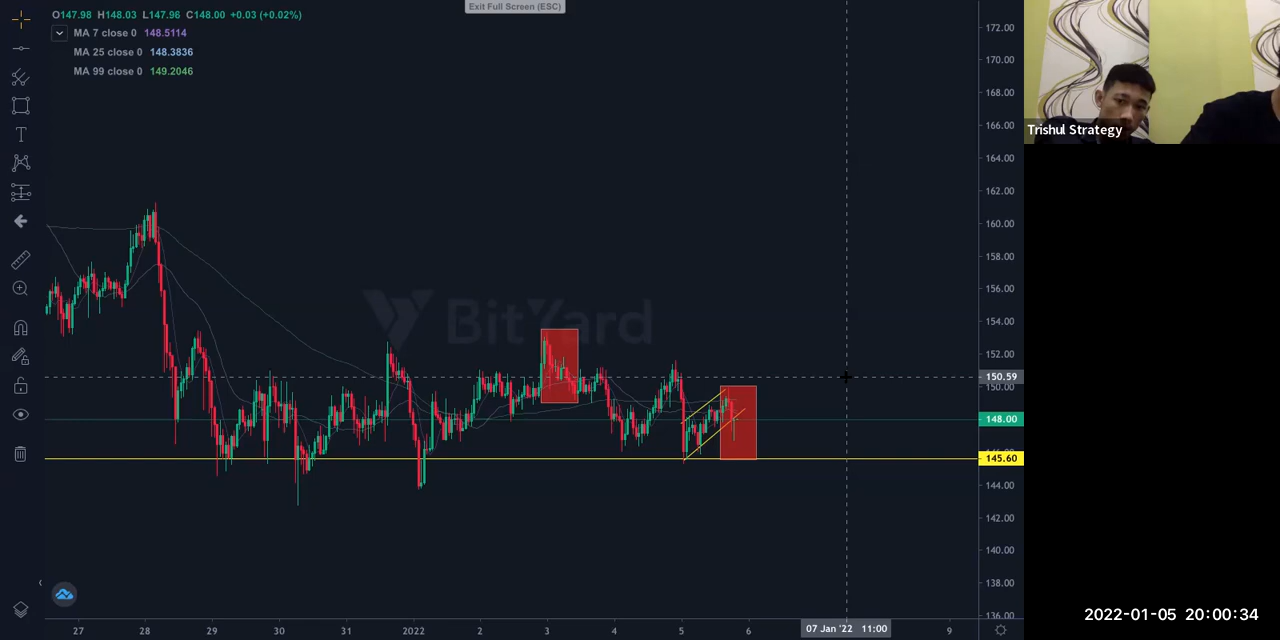 Exit Full Screen (ESC)
O147.98 H148.03 L147.96 C148.00 +0.03 (+0.02%)
MA 7 close 0 148.5114
MA 25 close 0 148.3836
MA 99 close 0 149.2046
BitYard
172.00
170.00
168.00
166.00
164.00
162.00
160.00
158.00
156.00
154.00
152.00
150.59
150.00
148.00
145.60
144.00
142.00
140.00
138.00
136.00
27 28 29 30 31 2022 2 3 4 5 6 07 Jan '22 11:00 9
Trishul Strategy
2022-01-05 20:00:34